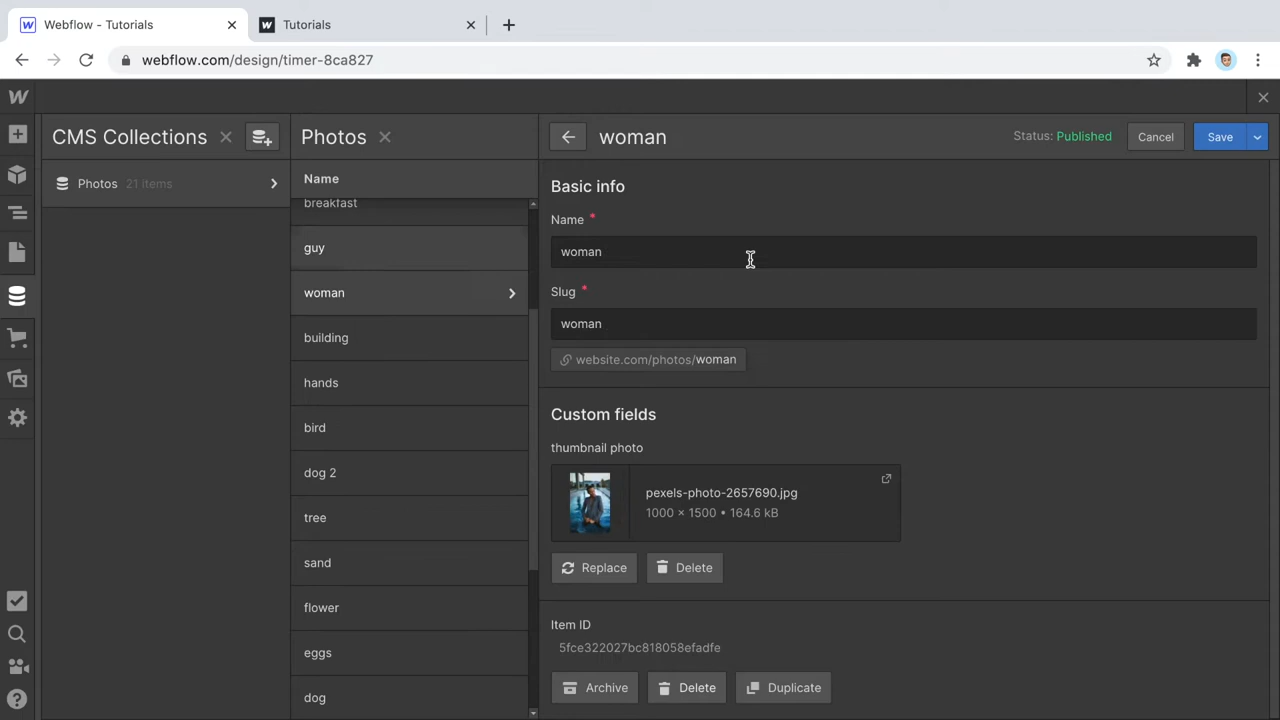 Webflow - Tutorials
Tutorials
webflow.com/design/timer-8ca827
CMS Collections
Photos
woman
Status: Published
Cancel
Save
Photos 21 items
Name
breakfast
guy
woman
building
hands
bird
dog 2
tree
sand
flower
eggs
dog
Basic info
Name *
woman
Slug *
woman
website.com/photos/woman
Custom fields
thumbnail photo
pexels-photo-2657690.jpg
1000 × 1500 • 164.6 kB
Replace
Delete
Item ID
5fce322027bc818058efadfe
Archive
Delete
Duplicate